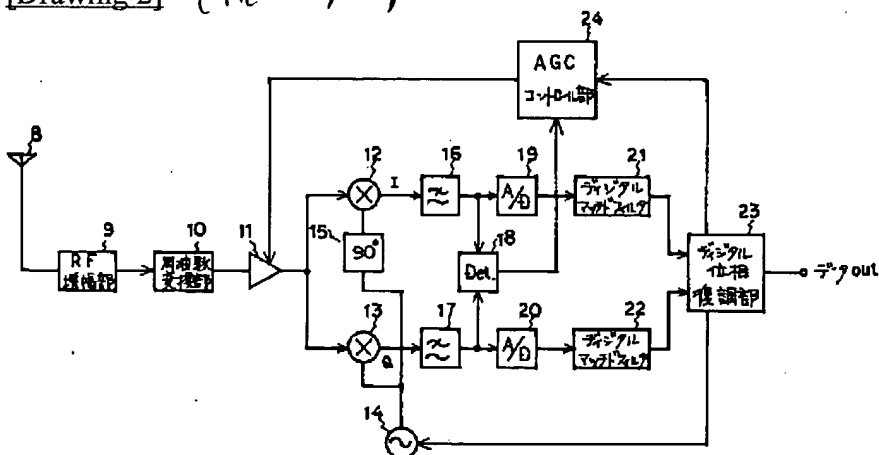 [Drawing 2]
24
AGC
コントロール部
8
9
RF
増幅部
10
周波数
変換部
11
12
I
15
90°
13
Q
14
16
17
18
Det.
19
A/D
20
A/D
21
ディジタル
マッチドフィルタ
22
ディジタル
マッチドフィルタ
23
ディジタル
位相
復調部
データ out